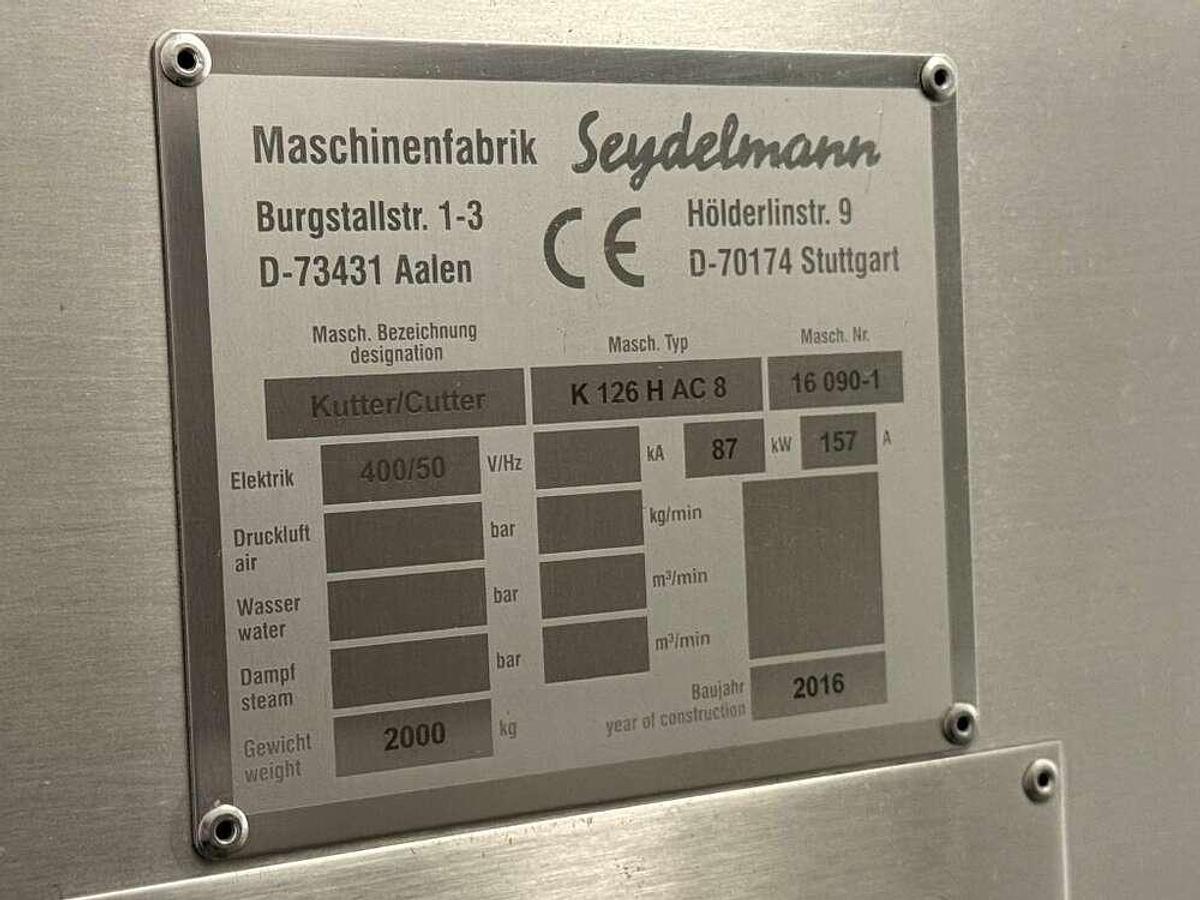 Maschinenfabrik Seydelmann
Burgstallstr. 1-3
D-73431 Aalen
CE
Hölderlinstr. 9
D-70174 Stuttgart
Masch. Bezeichnung
designation
Masch. Typ
Masch. Nr.
Kutter/Cutter
K 126 H AC 8
16 090-1
Elektrik 400/50 V/Hz kA 87 kW 157 A
Druckluft bar kg/min
air
Wasser bar m³/min
water
Dampf bar m³/min
steam
Gewicht 2000 kg
weight
Baujahr 2016
year of construction